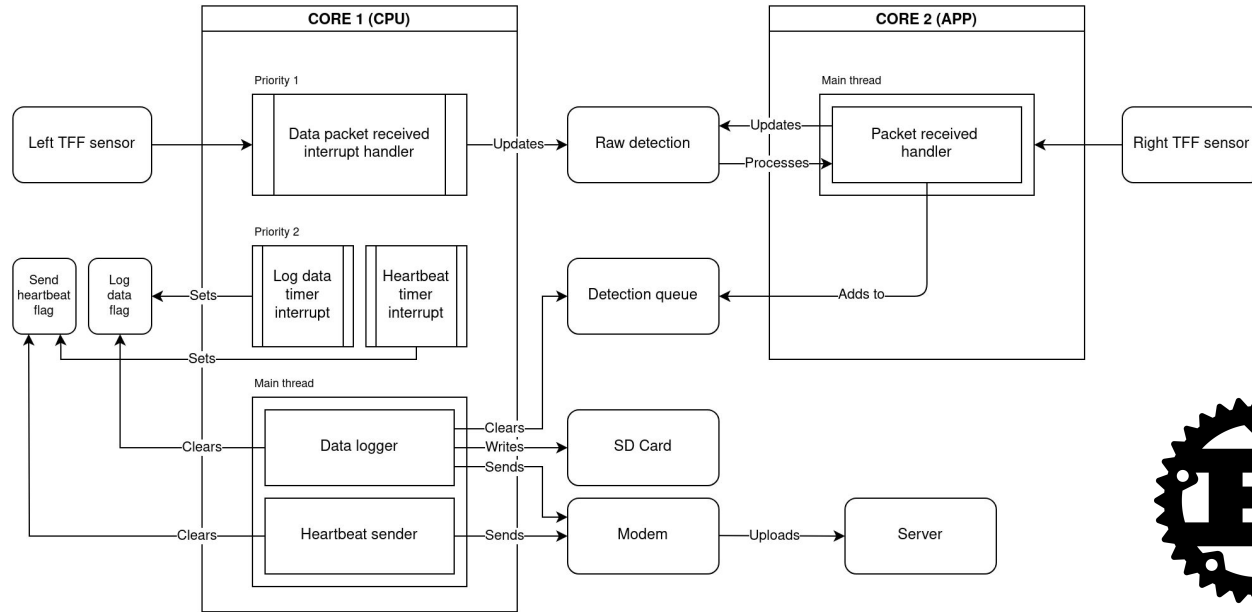 CORE 1 (CPU)
CORE 2 (APP)
Priority 1
Main thread
Left TFF sensor
Data packet received
interrupt handler
Updates
Raw detection
Updates
Processes
Packet received
handler
Right TFF sensor
Priority 2
Send
heartbeat
flag
Log
data
flag
Sets
Log data
timer
interrupt
Heartbeat
timer
interrupt
Detection queue
Adds to
Sets
Main thread
Clears
Data logger
Clears
Writes
Sends
SD Card
Clears
Heartbeat sender
Sends
Modem
Uploads
Server